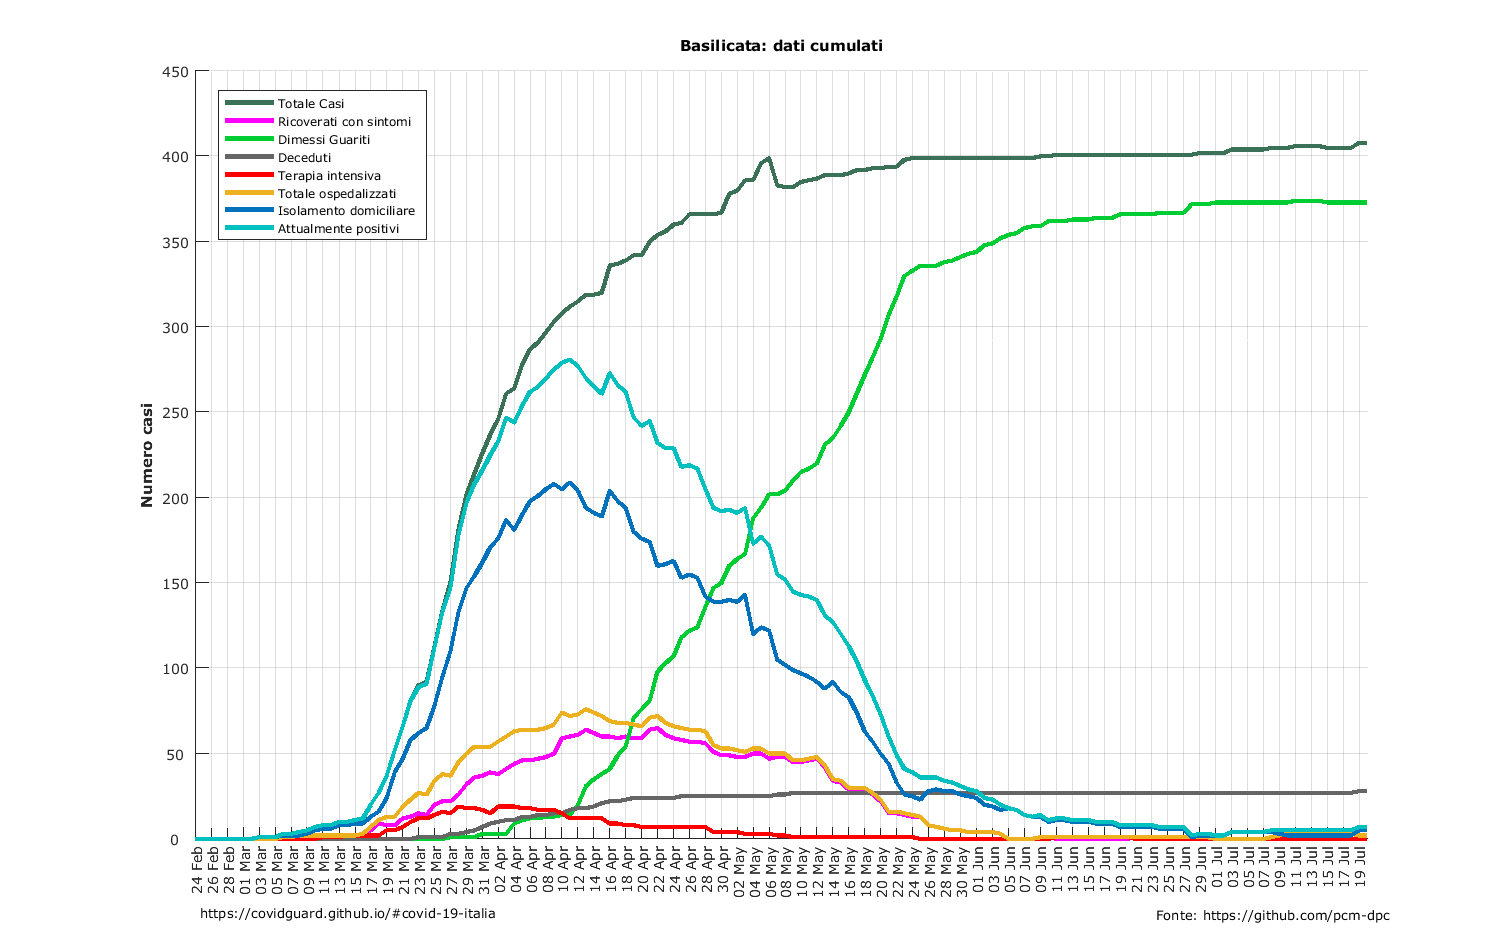 Basilicata: dati cumulati
Numero casi
450
400
350
300
250
200
150
100
50
0
Totale Casi
Ricoverati con sintomi
Dimessi Guariti
Deceduti
Terapia intensiva
Totale ospedalizzati
Isolamento domiciliare
Attualmente positivi
24 Feb
26 Feb
28 Feb
01 Mar
03 Mar
05 Mar
07 Mar
09 Mar
11 Mar
13 Mar
15 Mar
17 Mar
19 Mar
21 Mar
23 Mar
25 Mar
27 Mar
29 Mar
31 Mar
02 Apr
04 Apr
06 Apr
08 Apr
10 Apr
12 Apr
14 Apr
16 Apr
18 Apr
20 Apr
22 Apr
24 Apr
26 Apr
28 Apr
30 Apr
02 May
04 May
06 May
08 May
10 May
12 May
14 May
16 May
18 May
20 May
22 May
24 May
26 May
28 May
30 May
01 Jun
03 Jun
05 Jun
07 Jun
09 Jun
11 Jun
13 Jun
15 Jun
17 Jun
19 Jun
21 Jun
23 Jun
25 Jun
27 Jun
29 Jun
01 Jul
03 Jul
05 Jul
07 Jul
09 Jul
11 Jul
13 Jul
15 Jul
17 Jul
19 Jul
https://covidguard.github.io/#covid-19-italia
Fonte: https://github.com/pcm-dpc